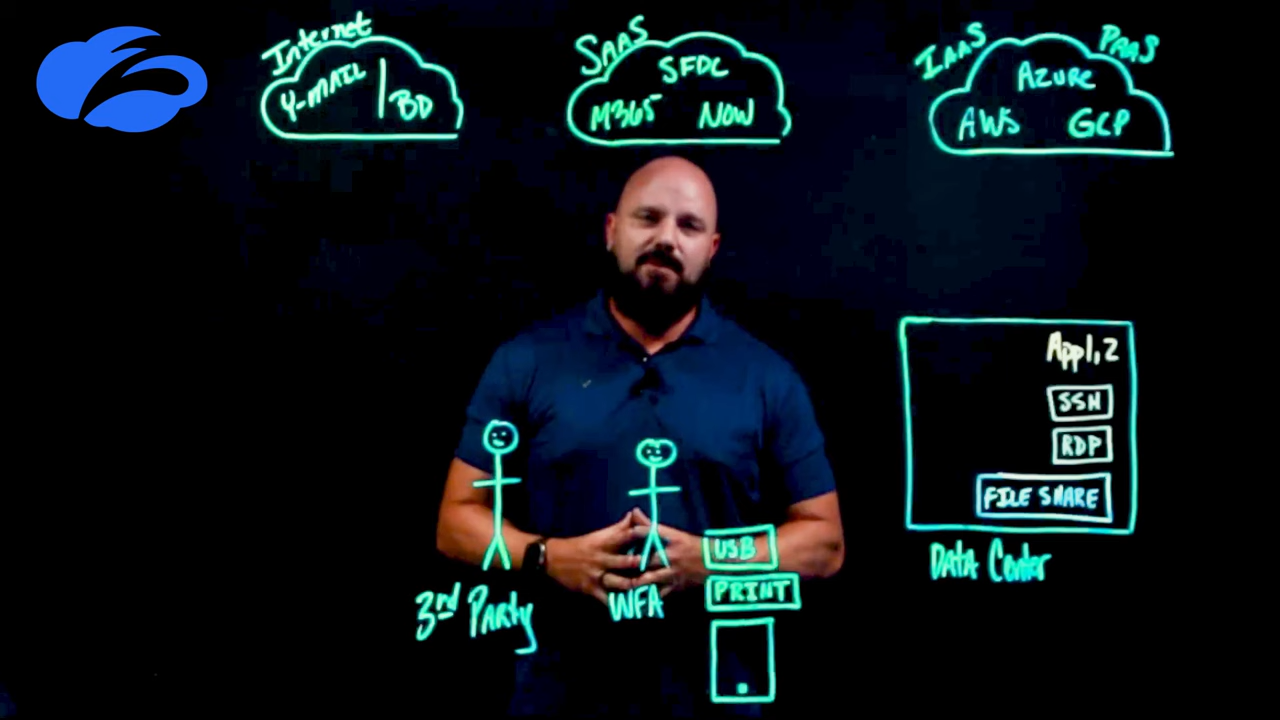 Internet
Y-MAIL / BD
SAAS
SFDC
M365 NOW
IAAS PAAS
AZURE
AWS GCP
App1,2
SSH
RDP
FILE SHARE
DATA Center
USB
PRINT
3rd Party
WFA